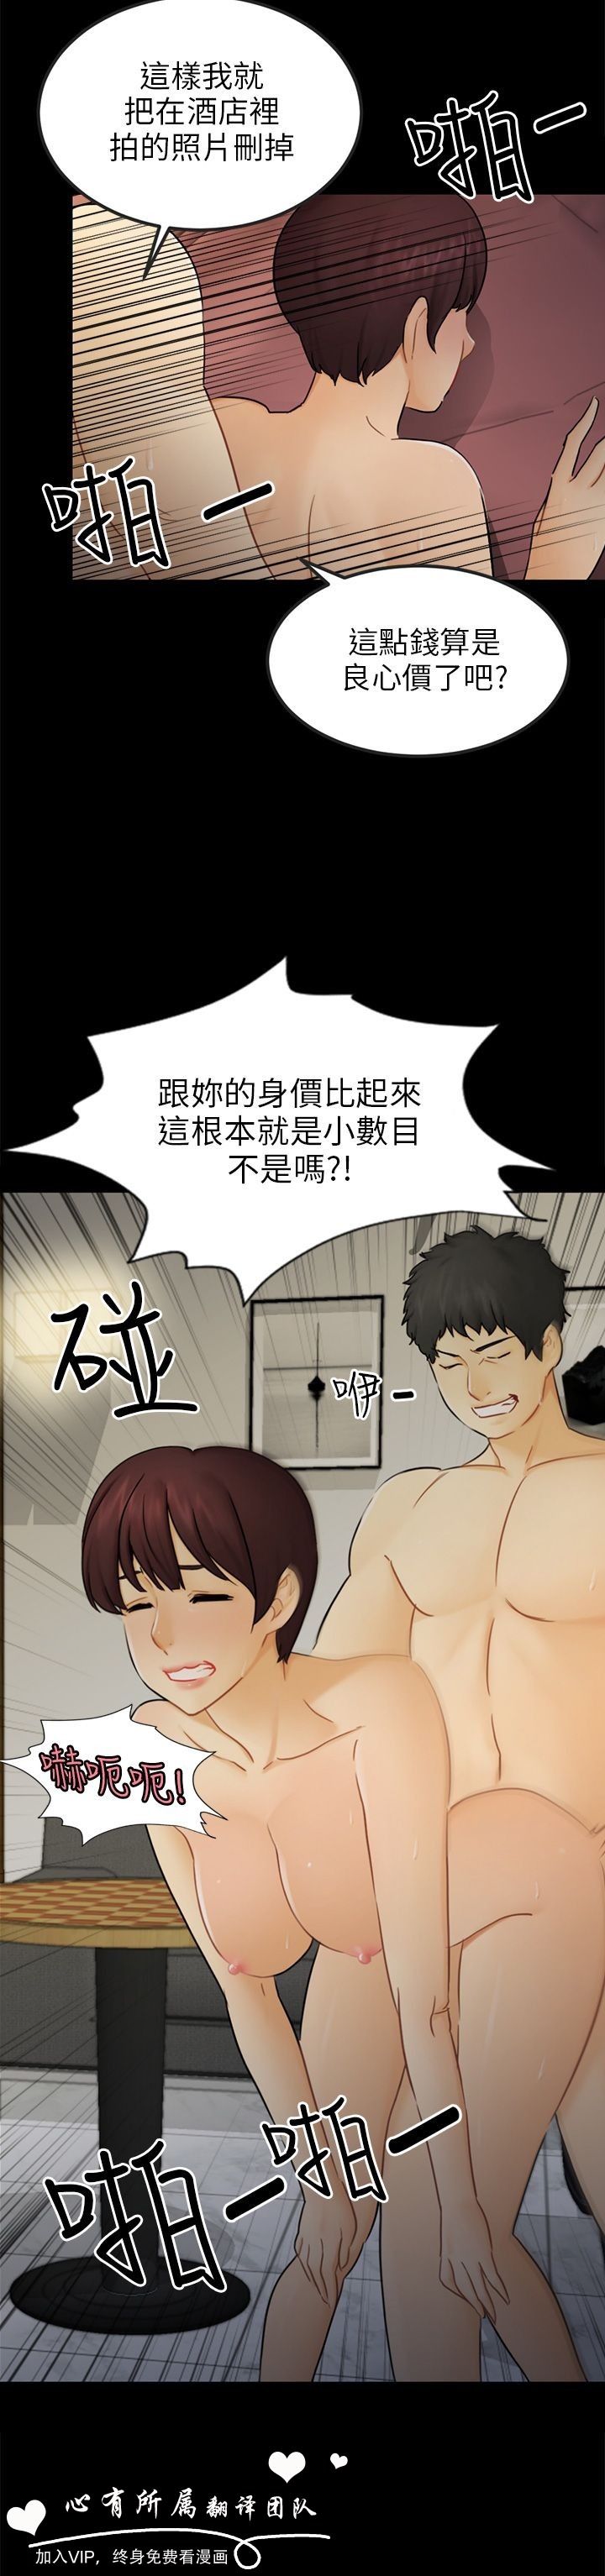 這樣我就
把在酒店裡
拍的照片刪掉
啪一
啪一
這點錢算是
良心價了吧?
跟妳的身價比起來
這根本就是小數目
不是嗎?!
碰
咿-
嚇呃呃!
啪一啪一
心有所属翻译团队
加入VIP，终身免费看漫画